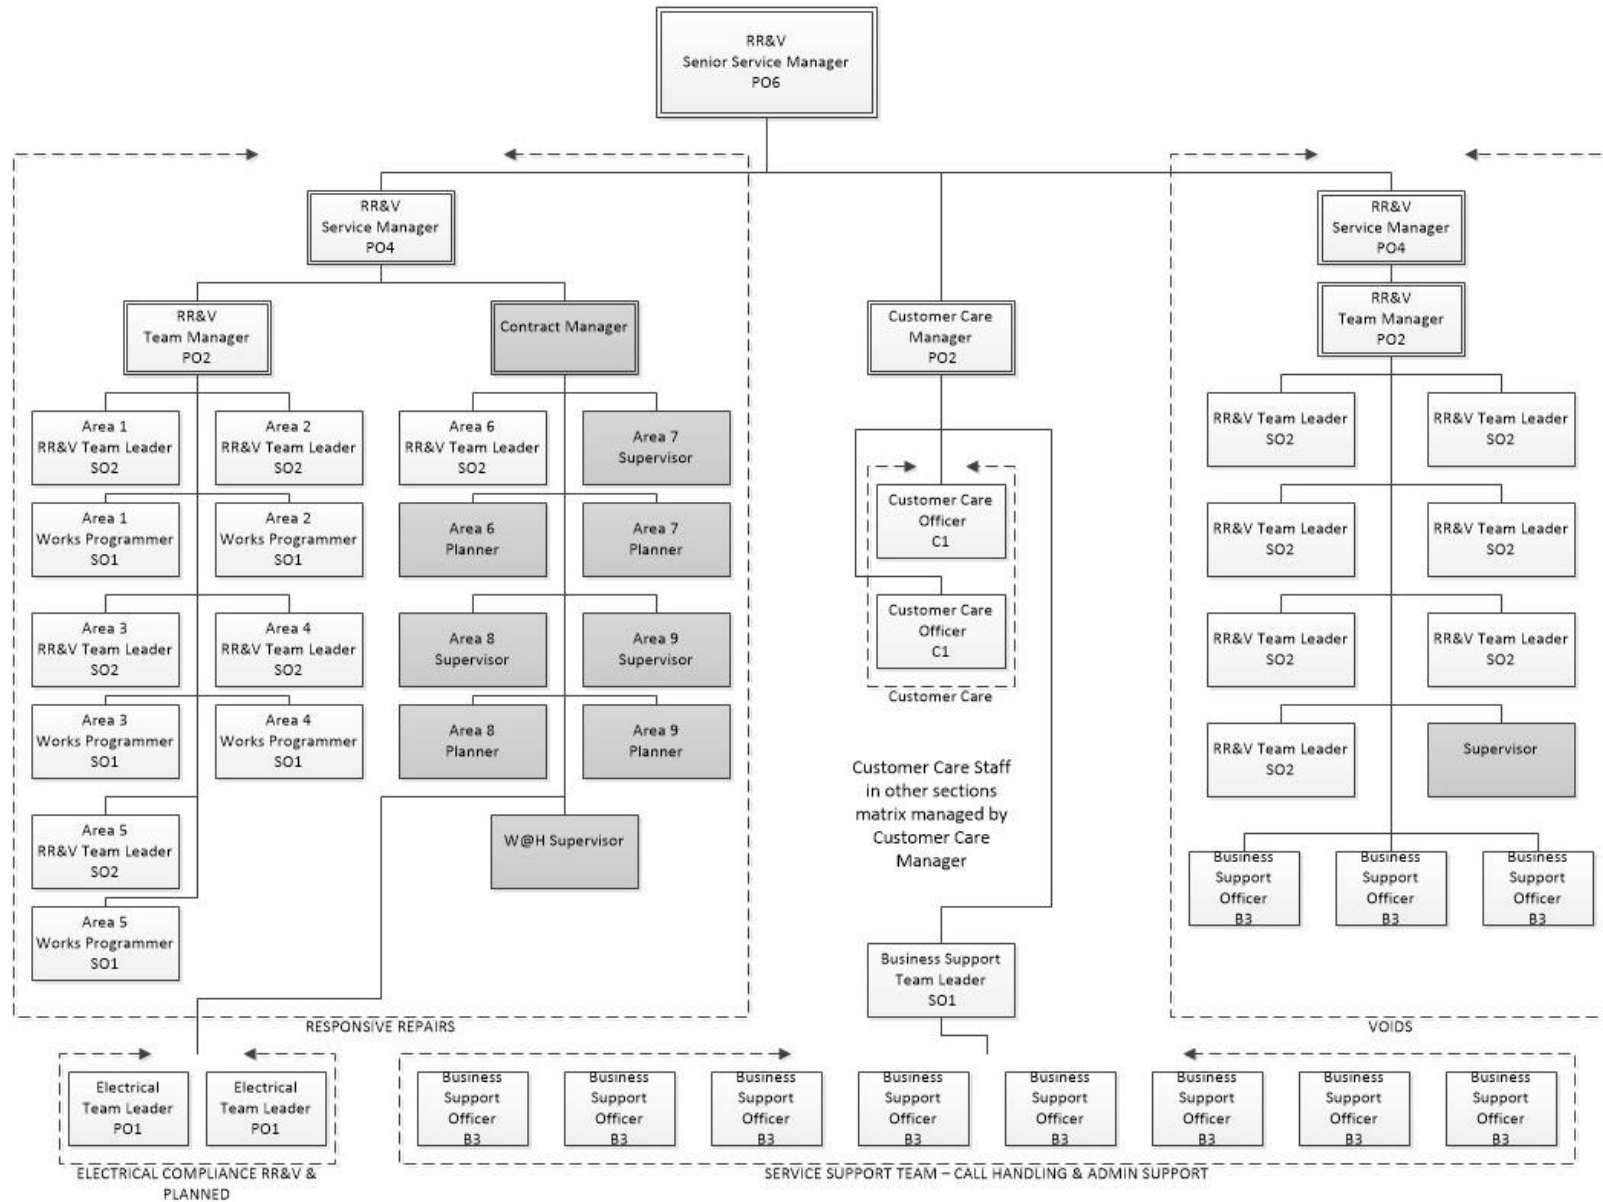 RR&V
Senior Service Manager
PO6
RR&V
Service Manager
PO4
RR&V
Service Manager
PO4
RR&V
Team Manager
PO2
Contract Manager
Customer Care
Manager
PO2
RR&V
Team Manager
PO2
Area 1
RR&V Team Leader
SO2
Area 2
RR&V Team Leader
SO2
Area 6
RR&V Team Leader
SO2
Area 7
Supervisor
Area 1
Works Programmer
SO1
Area 2
Works Programmer
SO1
Area 6
Planner
Area 7
Planner
Area 3
RR&V Team Leader
SO2
Area 4
RR&V Team Leader
SO2
Area 8
Supervisor
Area 9
Supervisor
Area 3
Works Programmer
SO1
Area 4
Works Programmer
SO1
Area 8
Planner
Area 9
Planner
Area 5
RR&V Team Leader
SO2
W@H Supervisor
Area 5
Works Programmer
SO1
RESPONSIVE REPAIRS
Customer Care
Officer
C1
Customer Care
Officer
C1
Customer Care
Customer Care Staff
in other sections
matrix managed by
Customer Care
Manager
Business Support
Team Leader
SO1
RR&V Team Leader
SO2
RR&V Team Leader
SO2
RR&V Team Leader
SO2
RR&V Team Leader
SO2
RR&V Team Leader
SO2
RR&V Team Leader
SO2
RR&V Team Leader
SO2
Supervisor
Business
Support
Officer
B3
Business
Support
Officer
B3
Business
Support
Officer
B3
VOIDS
Electrical
Team Leader
PO1
Electrical
Team Leader
PO1
ELECTRICAL COMPLIANCE RR&V &
PLANNED
Business
Support
Officer
B3
Business
Support
Officer
B3
Business
Support
Officer
B3
Business
Support
Officer
B3
Business
Support
Officer
B3
Business
Support
Officer
B3
Business
Support
Officer
B3
Business
Support
Officer
B3
SERVICE SUPPORT TEAM – CALL HANDLING & ADMIN SUPPORT